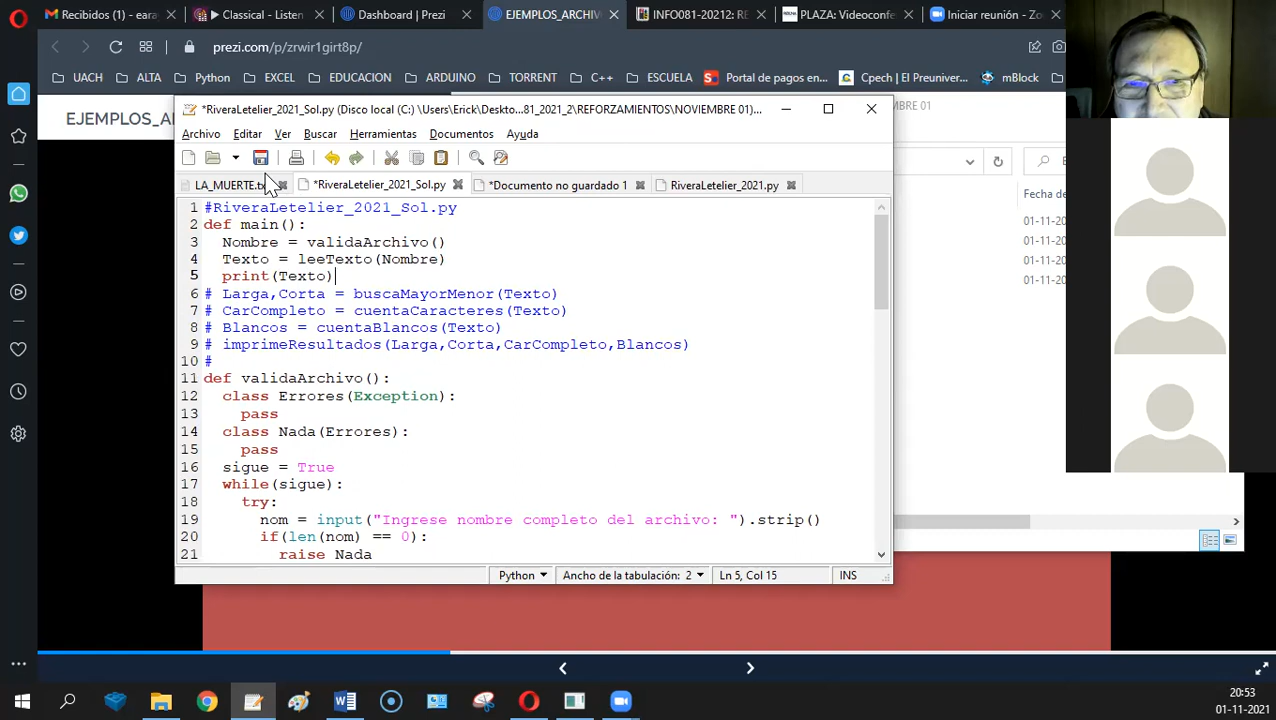 Recibidos (1) - eara
Classical - Listen
Dashboard | Prezi
EJEMPLOS_ARCHIV
INFO081-20212: R
PLAZA: Videoconfe
Iniciar reunión - Zo
prezi.com/p/zrwir1girt8p/
UACH
ALTA
Python
EXCEL
EDUCACION
ARDUINO
TORRENT
C++
ESCUELA
Portal de pagos en...
Cpech | El Preuniver...
mBlock
EJEMPLOS_A
BRE 01
*RiveraLetelier_2021_Sol.py (Disco local (C:) \Users\Erick\Deskto...81_2021_2\REFORZAMIENTOS\NOVIEMBRE 01)...
Archivo Editar Ver Buscar Herramientas Documentos Ayuda
LA_MUERTE.tx
*RiveraLetelier_2021_Sol.py
*Documento no guardado 1
RiveraLetelier_2021.py
Fecha de
01-11-20
01-11-20
01-11-20
01-11-20
1 #RiveraLetelier_2021_Sol.py
2 def main():
3 Nombre = validaArchivo()
4 Texto = leeTexto(Nombre)
5 print(Texto)
6 # Larga,Corta = buscaMayorMenor(Texto)
7 # CarCompleto = cuentaCaracteres(Texto)
8 # Blancos = cuentaBlancos(Texto)
9 # imprimeResultados(Larga,Corta,CarCompleto,Blancos)
10 #
11 def validaArchivo():
12 class Errores(Exception):
13 pass
14 class Nada(Errores):
15 pass
16 sigue = True
17 while(sigue):
18 try:
19 nom = input("Ingrese nombre completo del archivo: ").strip()
20 if(len(nom) == 0):
21 raise Nada
Python Ancho de la tabulación: 2 Ln 5, Col 15 INS
20:53
01-11-2021